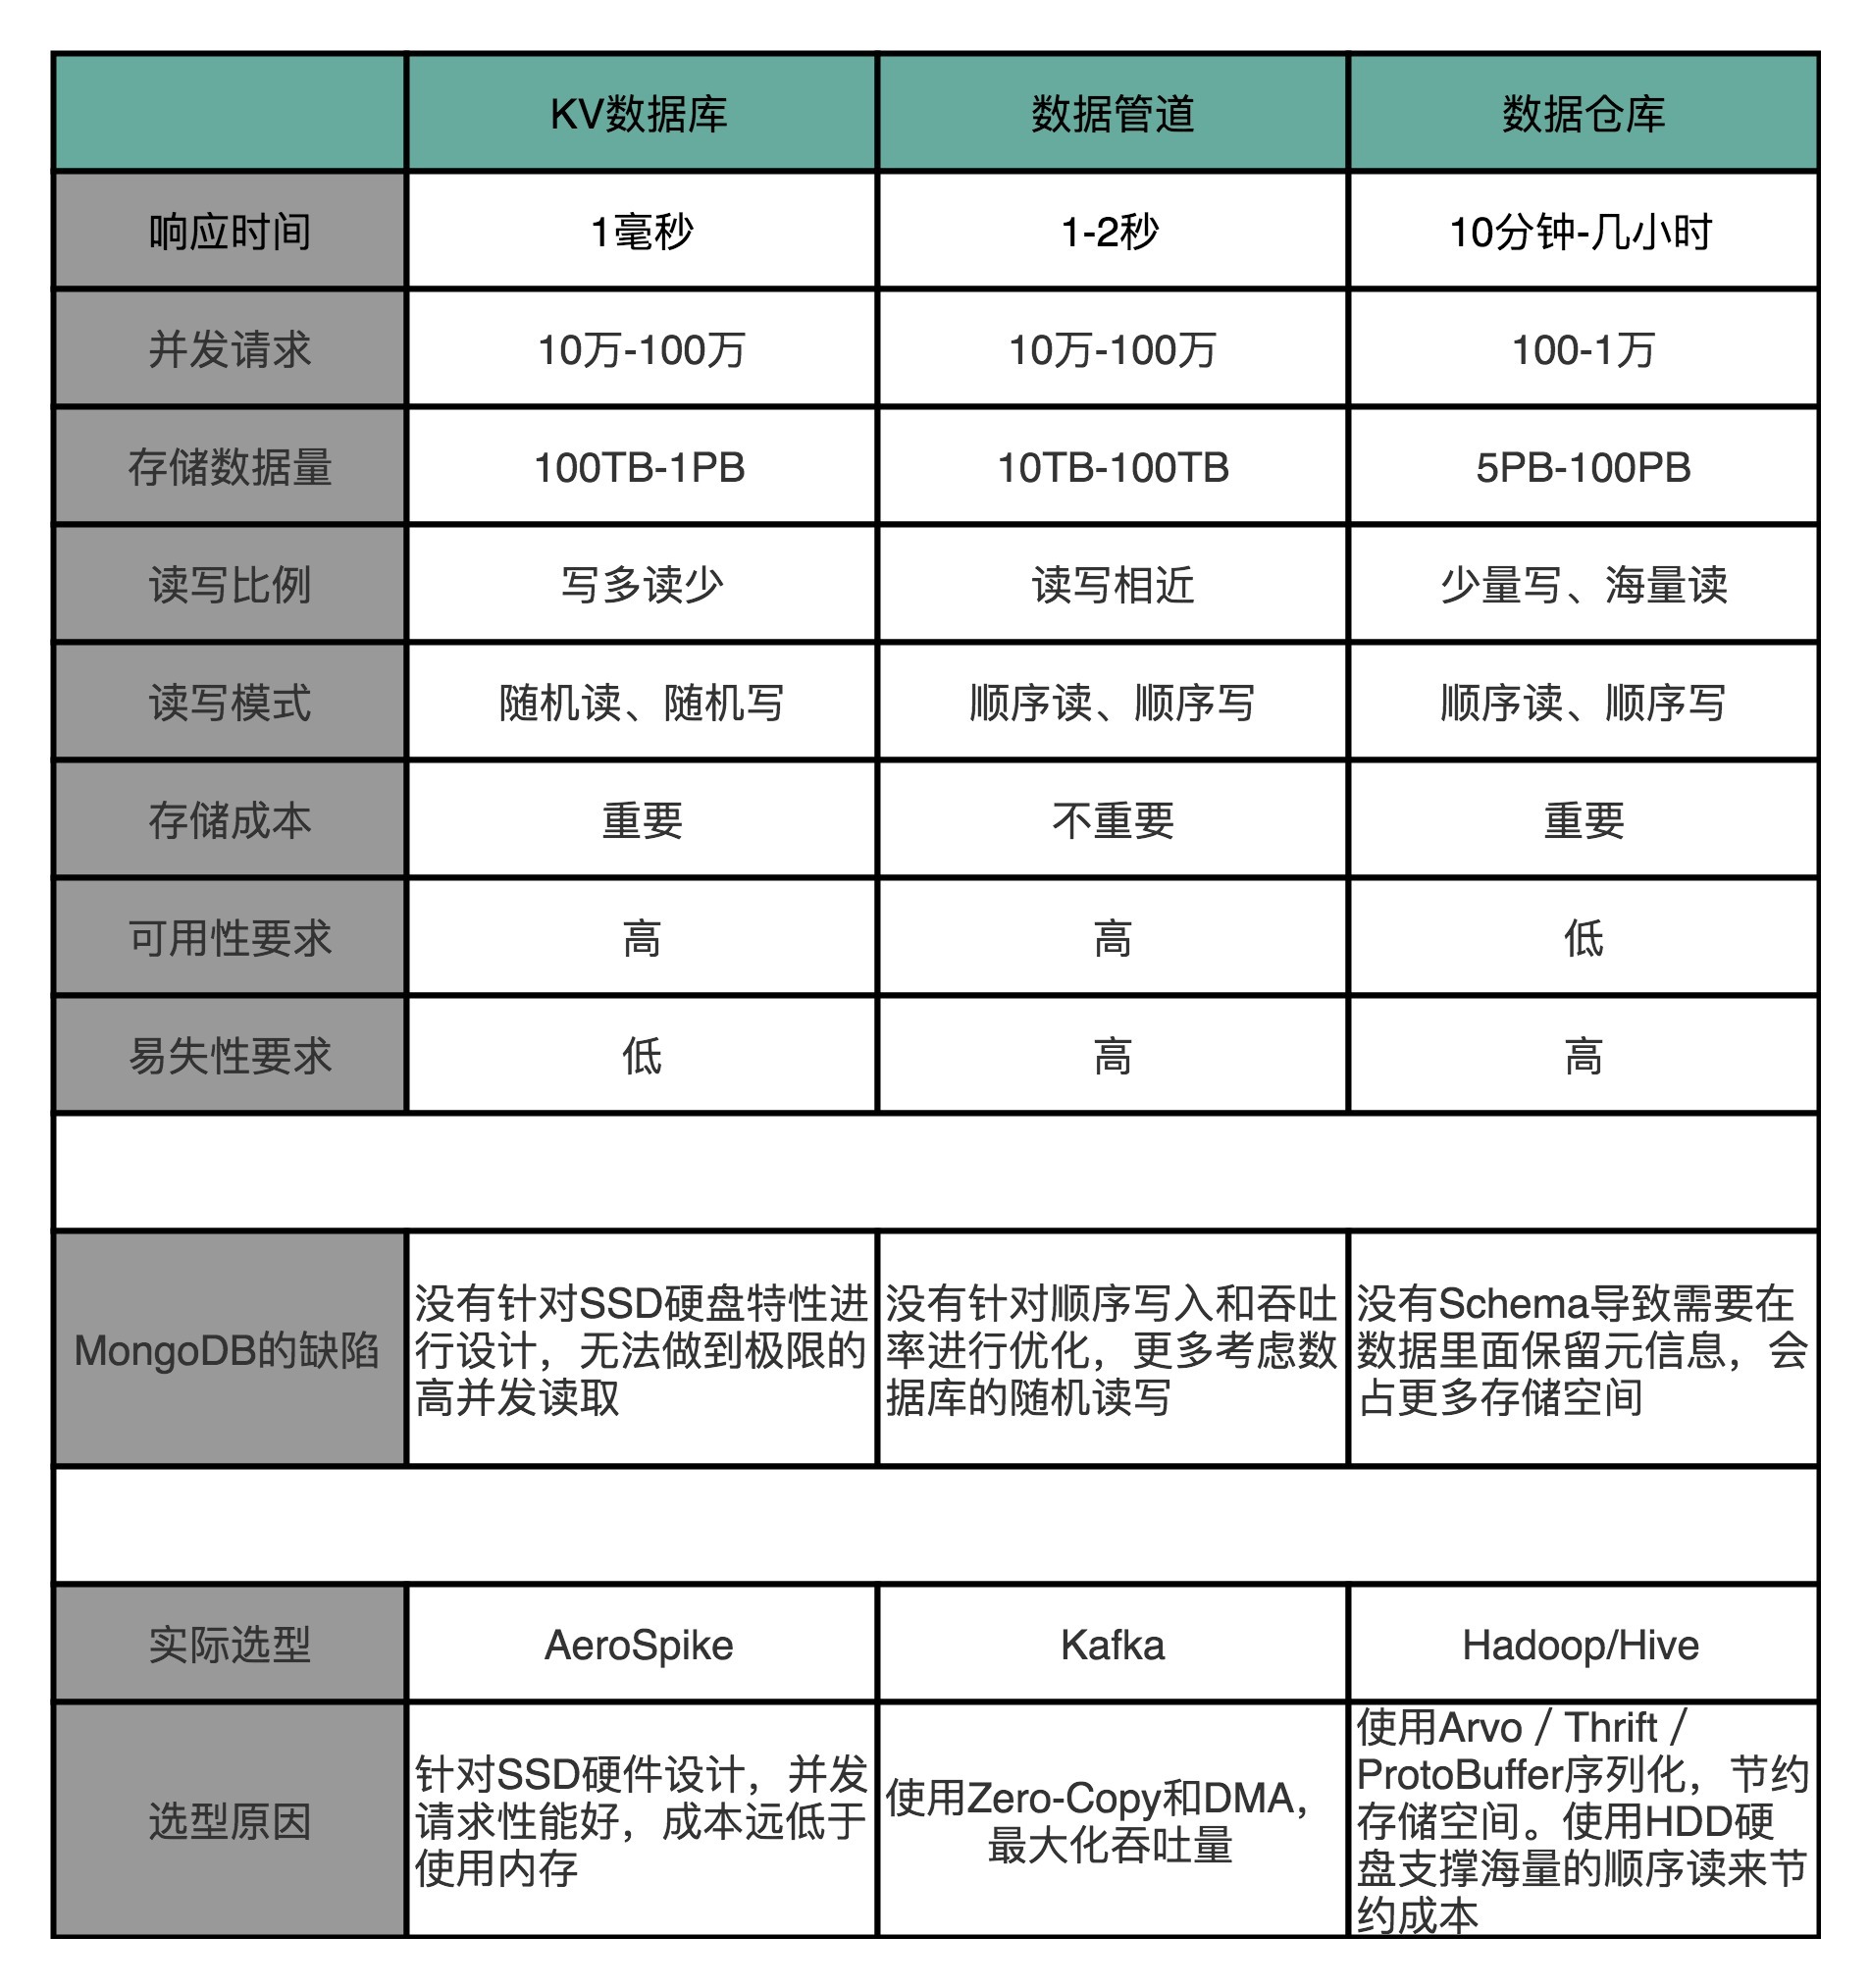 KV数据库 数据管道 数据仓库
响应时间 1毫秒 1-2秒 10分钟-几小时
并发请求 10万-100万 10万-100万 100-1万
存储数据量 100TB-1PB 10TB-100TB 5PB-100PB
读写比例 写多读少 读写相近 少量写、海量读
读写模式 随机读、随机写 顺序读、顺序写 顺序读、顺序写
存储成本 重要 不重要 重要
可用性要求 高 高 低
易失性要求 低 高 高
MongoDB的缺陷
没有针对SSD硬盘特性进
行设计，无法做到极限的
高并发读取
没有针对顺序写入和吞吐
率进行优化，更多考虑数
据库的随机读写
没有Schema导致需要在
数据里面保留元信息，会
占更多存储空间
实际选型 AeroSpike Kafka Hadoop/Hive
选型原因
针对SSD硬件设计，并发
请求性能好，成本远低于
使用内存
使用Zero-Copy和DMA，
最大化吞吐量
使用Arvo / Thrift /
ProtoBuffer序列化，节约
存储空间。使用HDD硬
盘支撑海量的顺序读来节
约成本